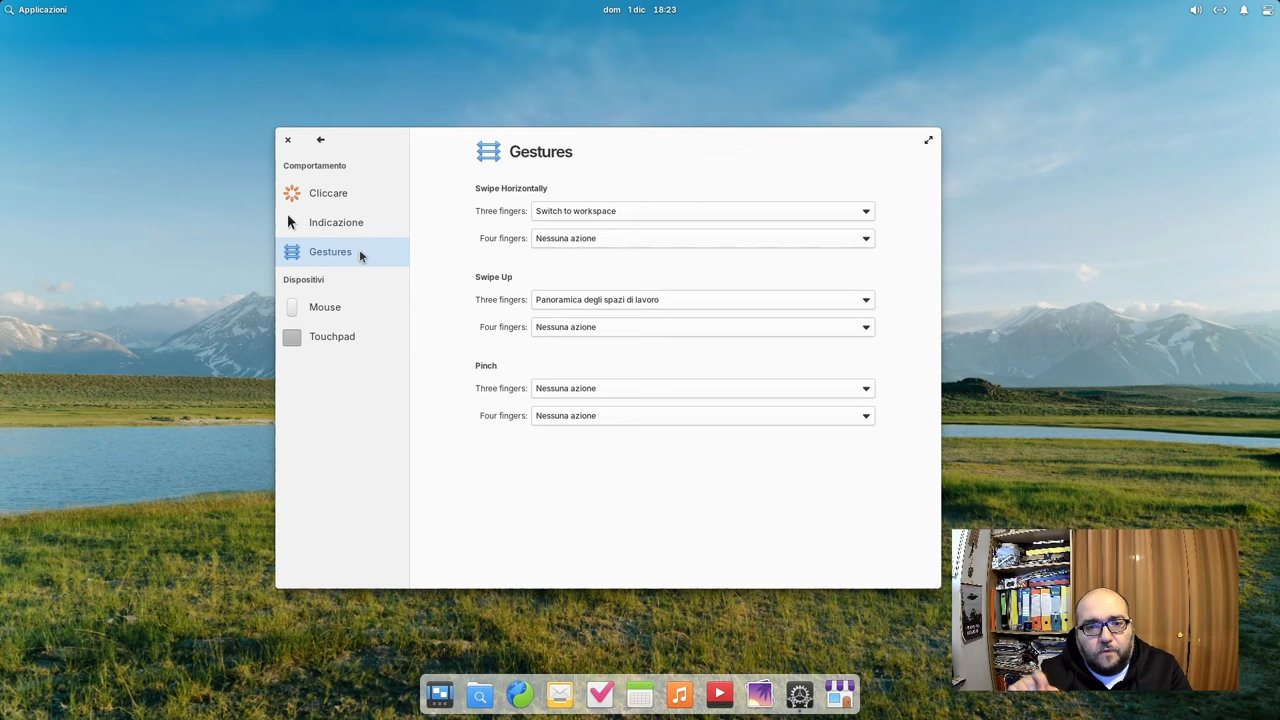 Applicazioni
dom 1 dic 18:23
Comportamento
Cliccare
Indicazione
Gestures
Dispositivi
Mouse
Touchpad
Gestures
Swipe Horizontally
Three fingers: Switch to workspace
Four fingers: Nessuna azione
Swipe Up
Three fingers: Panoramica degli spazi di lavoro
Four fingers: Nessuna azione
Pinch
Three fingers: Nessuna azione
Four fingers: Nessuna azione